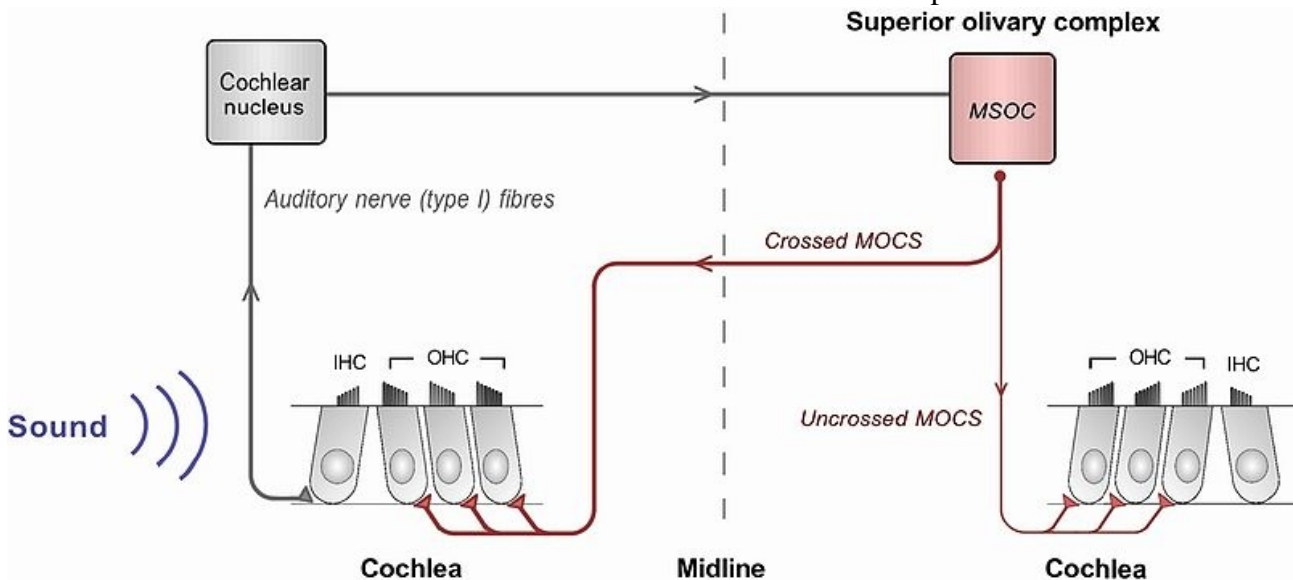 Superior olivary complex
Cochlear
nucleus
MSOC
Auditory nerve (type I) fibres
Crossed MOCS
IHC
OHC
OHC
IHC
Sound
Uncrossed MOCS
Cochlea
Midline
Cochlea